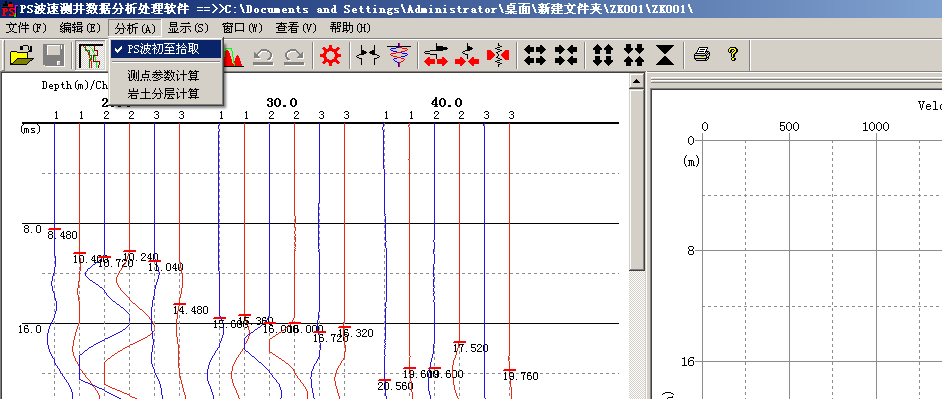 PS波速测井数据分析处理软件 ==>>C:\Documents and Settings\Administrator\桌面\新建文件夹\ZK001\ZK001\
文件(F) 编辑(E) 分析(A) 显示(S) 窗口(W) 查看(V) 帮助(H)
✓ PS波初至拾取
测点参数计算
岩土分层计算
Depth(m)/Ch
30.0 40.0
1 1 2 3 3 1 1 2 2 3 3 1 1 2 3 3
(ms)
8.0
8.480
10.400 10.720 10.240
11.040
14.480
16.0
15.360
16.000 16.000
16.720 16.320
17.520
20.560 19.600 19.600 19.760
Velo
0 500 1000
0
(m)
8
16